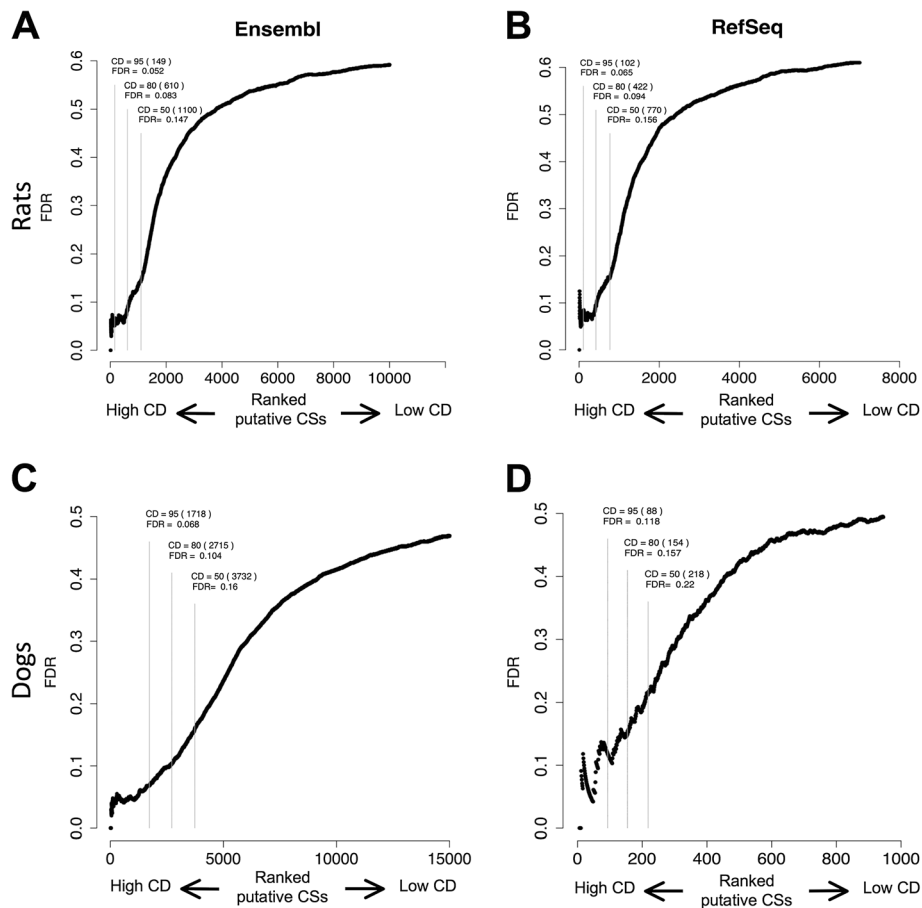 A
Ensembl
Rats
FDR
0.6
0.5
0.4
0.3
0.2
0.1
0.0
CD = 95 ( 149 )
FDR = 0.052
CD = 80 ( 610 )
FDR = 0.083
CD = 50 ( 1100 )
FDR = 0.147
0 2000 4000 6000 8000 10000
High CD Ranked putative CSs Low CD
B
RefSeq
FDR
0.6
0.5
0.4
0.3
0.2
0.1
0.0
CD = 95 ( 102 )
FDR = 0.065
CD = 80 ( 422 )
FDR = 0.094
CD = 50 ( 770 )
FDR= 0.156
0 2000 4000 6000 8000
High CD Ranked putative CSs Low CD
C
Dogs
FDR
0.5
0.4
0.3
0.2
0.1
0.0
CD = 95 ( 1718 )
FDR = 0.068
CD = 80 ( 2715 )
FDR = 0.104
CD = 50 ( 3732 )
FDR= 0.16
0 5000 10000 15000
High CD Ranked putative CSs Low CD
D
FDR
0.5
0.4
0.3
0.2
0.1
0.0
CD = 95 ( 88 )
FDR = 0.118
CD = 80 ( 154 )
FDR = 0.157
CD = 50 ( 218 )
FDR= 0.22
0 200 400 600 800 1000
High CD Ranked putative CSs Low CD